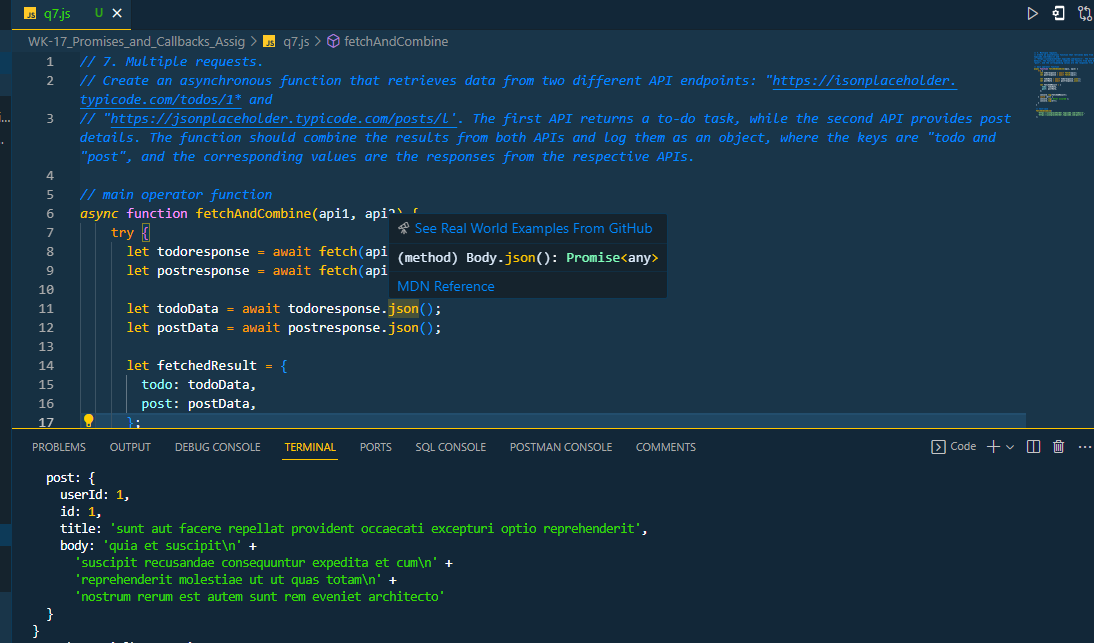 JS q7.js U
WK-17_Promises_and_Callbacks_Assig > JS q7.js > fetchAndCombine
1 // 7. Multiple requests.
2 // Create an asynchronous function that retrieves data from two different API endpoints: "https://isonplaceholder.
typicode.com/todos/1* and
3 // "https://jsonplaceholder.typicode.com/posts/l'. The first API returns a to-do task, while the second API provides post
details. The function should combine the results from both APIs and log them as an object, where the keys are "todo and
"post", and the corresponding values are the responses from the respective APIs.
4
5 // main operator function
6 async function fetchAndCombine(api1, api2) {
7 try {
See Real World Examples From GitHub
8 let todoresponse = await fetch(api
(method) Body.json(): Promise<any>
9 let postresponse = await fetch(api
MDN Reference
10
11 let todoData = await todoresponse.json();
12 let postData = await postresponse.json();
13
14 let fetchedResult = {
15 todo: todoData,
16 post: postData,
17 };
PROBLEMS OUTPUT DEBUG CONSOLE TERMINAL PORTS SQL CONSOLE POSTMAN CONSOLE COMMENTS Code
post: {
userId: 1,
id: 1,
title: 'sunt aut facere repellat provident occaecati excepturi optio reprehenderit',
body: 'quia et suscipit\n' +
'suscipit recusandae consequuntur expedita et cum\n' +
'reprehenderit molestiae ut ut quas totam\n' +
'nostrum rerum est autem sunt rem eveniet architecto'
}
}